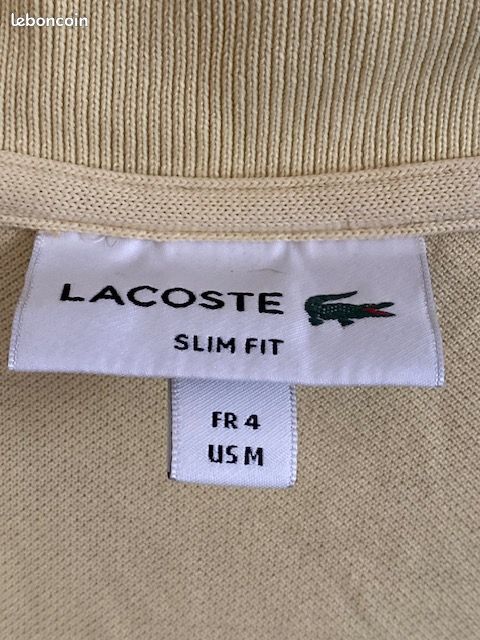 leboncoin
LACOSTE
SLIM FIT
FR 4
US M